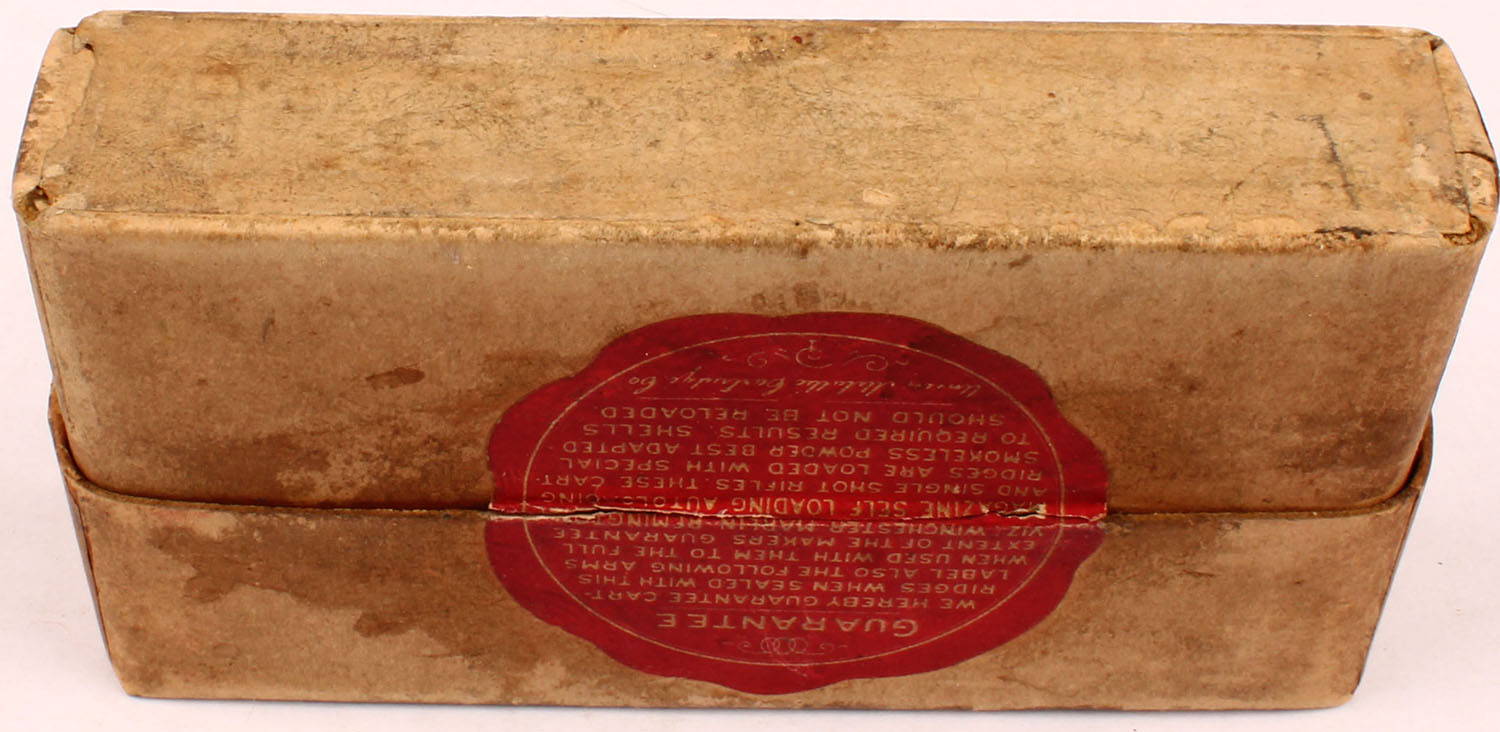 GUARANTEE
WE HEREBY GUARANTEE CART-
RIDGES WHEN SEALED WITH THIS
LABEL ALSO THE FOLLOWING ARMS
WHEN USED WITH THEM TO THE FULL
EXTENT OF THE MAKERS GUARANTEE
VIZ. WINCHESTER MARLIN REMINGTON
SELF LOADING
AND SINGLE SHOT RIFLES. THESE CART-
RIDGES ARE LOADED WITH SPECIAL
SMOKELESS POWDER BEST ADAPTED
TO REQUIRED RESULTS. SHELLS
SHOULD NOT BE RELOADED.
Union Metallic Cartridge Co